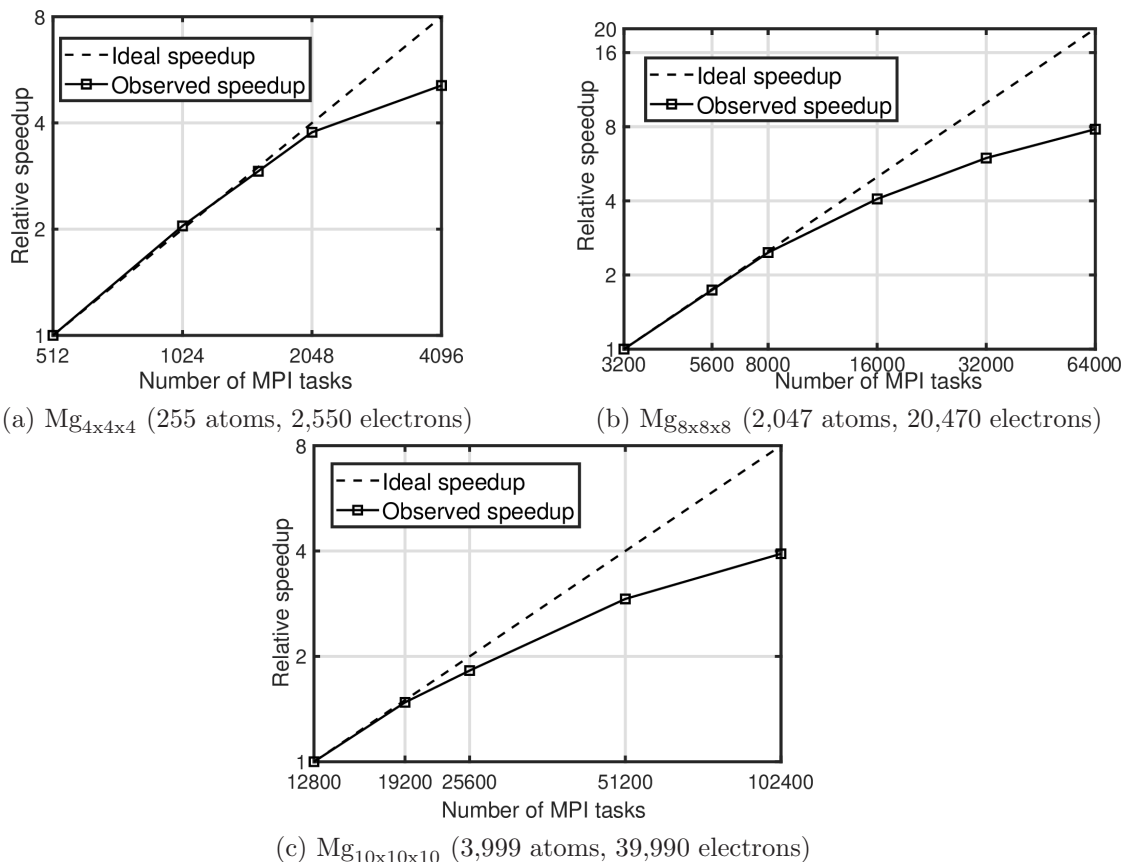 8
4
2
1
Relative speedup
Ideal speedup
Observed speedup
512 1024 2048 4096
Number of MPI tasks
(a) Mg4x4x4 (255 atoms, 2,550 electrons)
20
16
8
4
2
1
Relative speedup
Ideal speedup
Observed speedup
3200 5600 8000 16000 32000 64000
Number of MPI tasks
(b) Mg8x8x8 (2,047 atoms, 20,470 electrons)
8
4
2
1
Relative speedup
Ideal speedup
Observed speedup
12800 19200 25600 51200 102400
Number of MPI tasks
(c) Mg10x10x10 (3,999 atoms, 39,990 electrons)